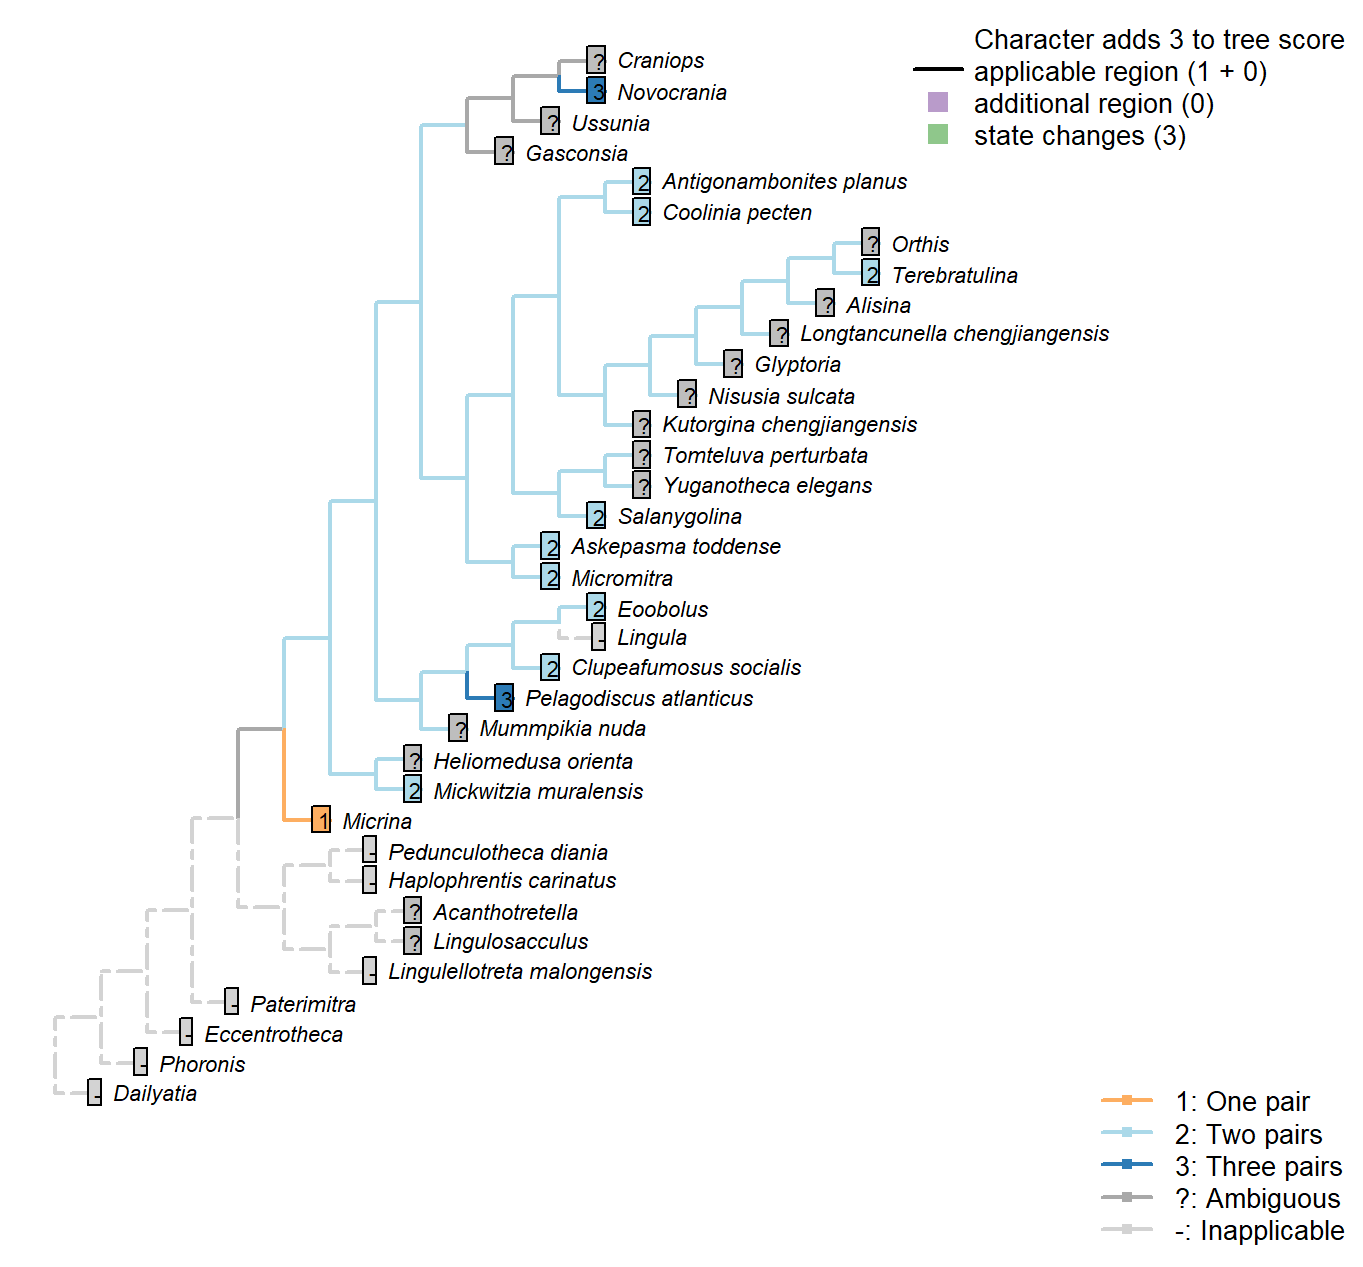 Character adds 3 to tree score
applicable region (1 + 0)
additional region (0)
state changes (3)
? Craniops
3 Novocrania
? Ussunia
? Gasconsia
2 Antigonambonites planus
2 Coolinia pecten
? Orthis
2 Terebratulina
? Alisina
? Longtancunella chengjiangensis
? Glyptoria
? Nisusia sulcata
? Kutorgina chengjiangensis
? Tomteluva perturbata
? Yuganotheca elegans
2 Salanygolina
2 Askepasma toddense
2 Micromitra
2 Eoobolus
- Lingula
2 Clupeafumosus socialis
3 Pelagodiscus atlanticus
? Mummpikia nuda
? Heliomedusa orienta
2 Mickwitzia muralensis
1 Micrina
- Pedunculotheca diania
- Haplophrentis carinatus
? Acanthotretella
? Lingulosacculus
- Lingulellotreta malongensis
- Paterimitra
- Eccentrotheca
- Phoronis
- Dailyatia
1: One pair
2: Two pairs
3: Three pairs
?: Ambiguous
-: Inapplicable